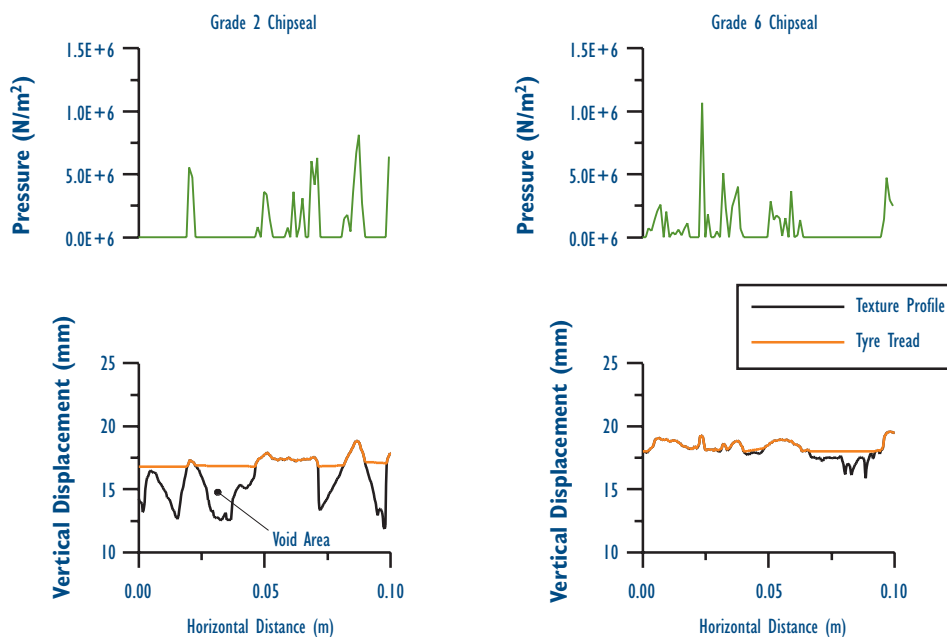 Grade 2 Chipseal
Grade 6 Chipseal
Pressure (N/m²)
1.5E+6
1.0E+6
5.0E+6
0.0E+6
Pressure (N/m²)
1.5E+6
1.0E+6
5.0E+6
0.0E+6
Texture Profile
Tyre Tread
Vertical Displacement (mm)
25
20
15
10
Void Area
0.00
0.05
0.10
Horizontal Distance (m)
Vertical Displacement (mm)
25
20
15
10
0.00
0.05
0.10
Horizontal Distance (m)